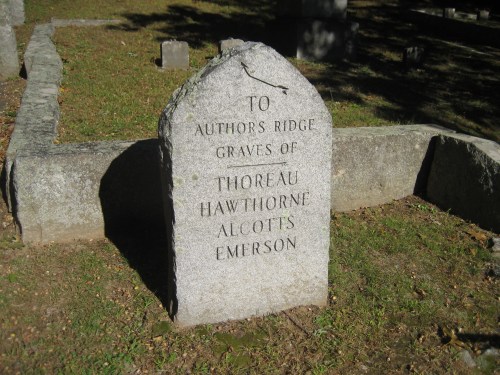 TO
AUTHORS RIDGE
GRAVES OF
THOREAU
HAWTHORNE
ALCOTTS
EMERSON